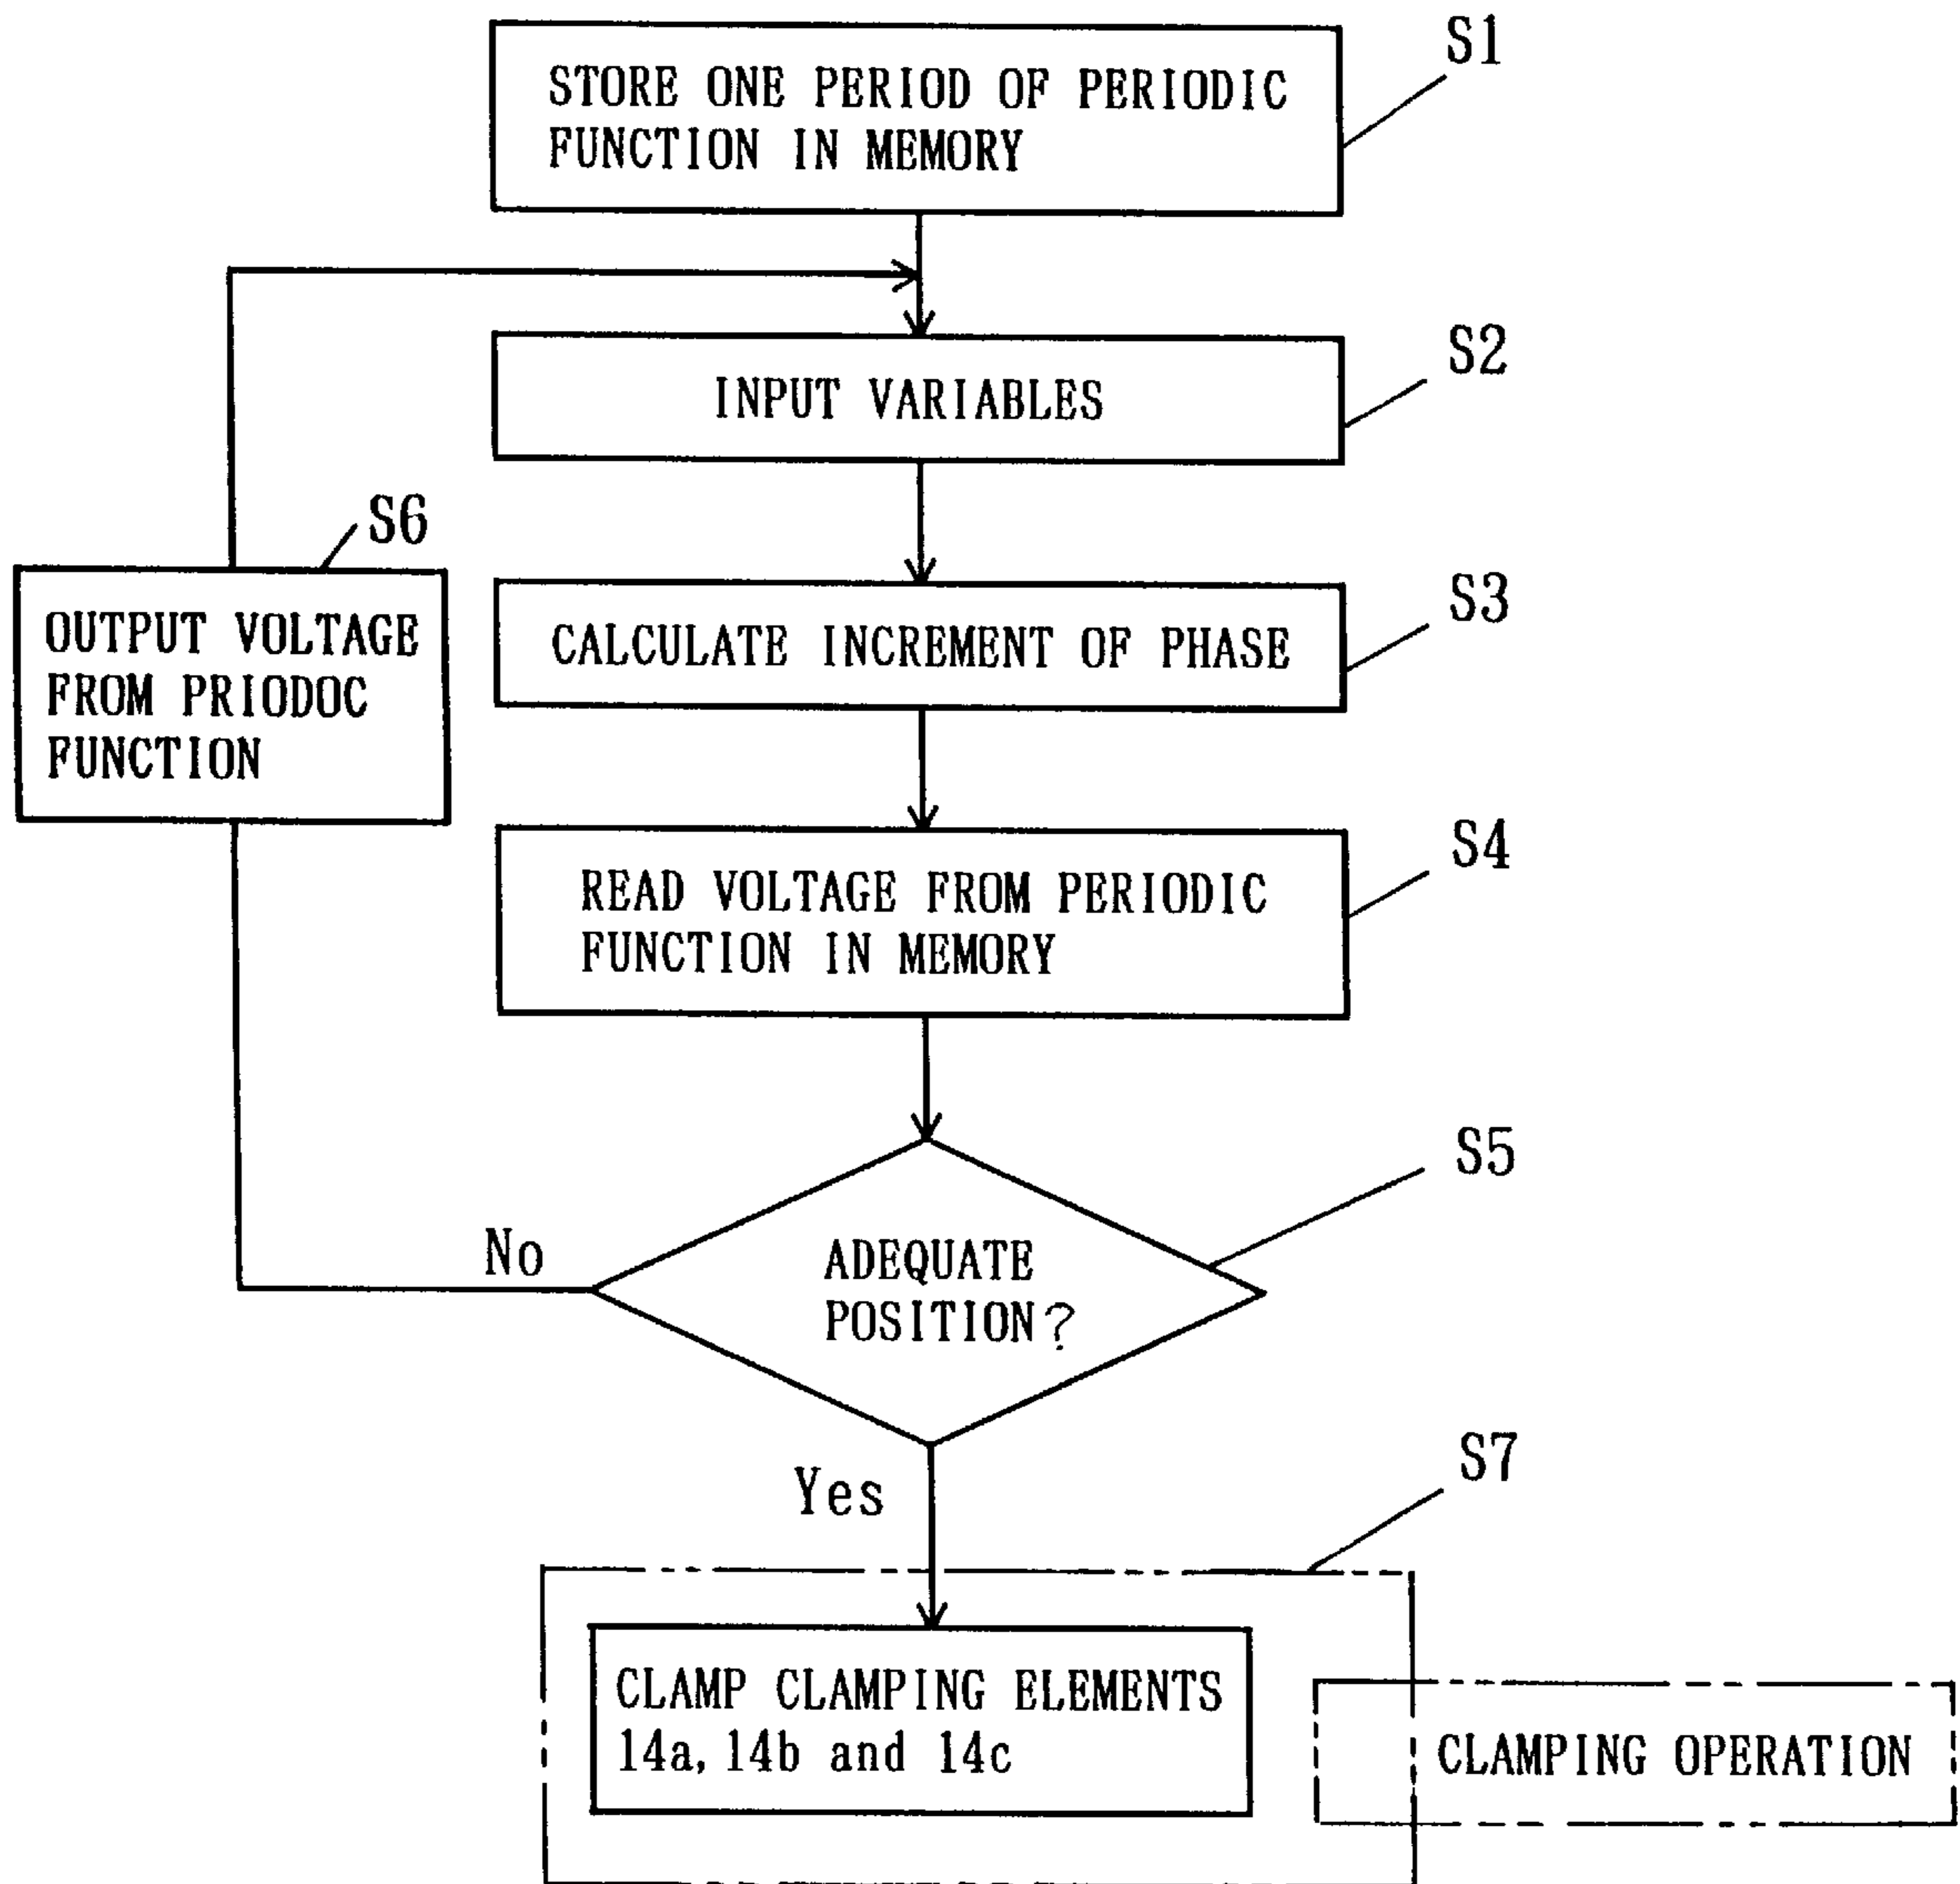 S1
STORE ONE PERIOD OF PERIODIC
FUNCTION IN MEMORY
S2
INPUT VARIABLES
S6
OUTPUT VOLTAGE
FROM PRIODOC
FUNCTION
S3
CALCULATE INCREMENT OF PHASE
S4
READ VOLTAGE FROM PERIODIC
FUNCTION IN MEMORY
S5
No
ADEQUATE
POSITION?
Yes
S7
CLAMP CLAMPING ELEMENTS
14a, 14b and 14c
CLAMPING OPERATION